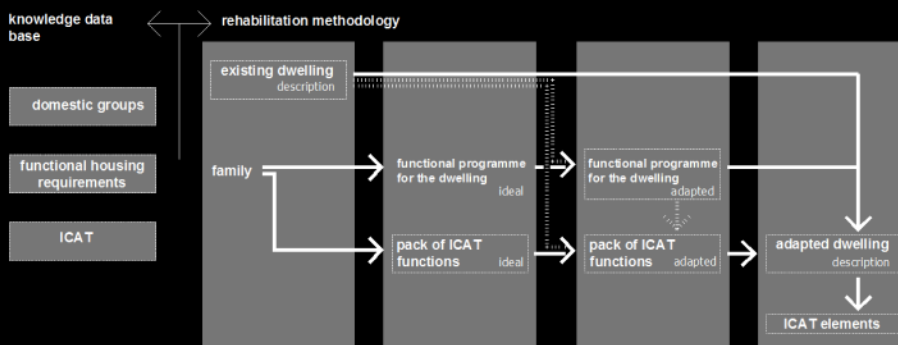 knowledge data
base
rehabilitation methodology
domestic groups
functional housing
requirements
ICAT
existing dwelling
description
family
functional programme
for the dwelling
ideal
pack of ICAT
functions
ideal
functional programme
for the dwelling
adapted
pack of ICAT
functions
adapted
adapted dwelling
description
ICAT elements